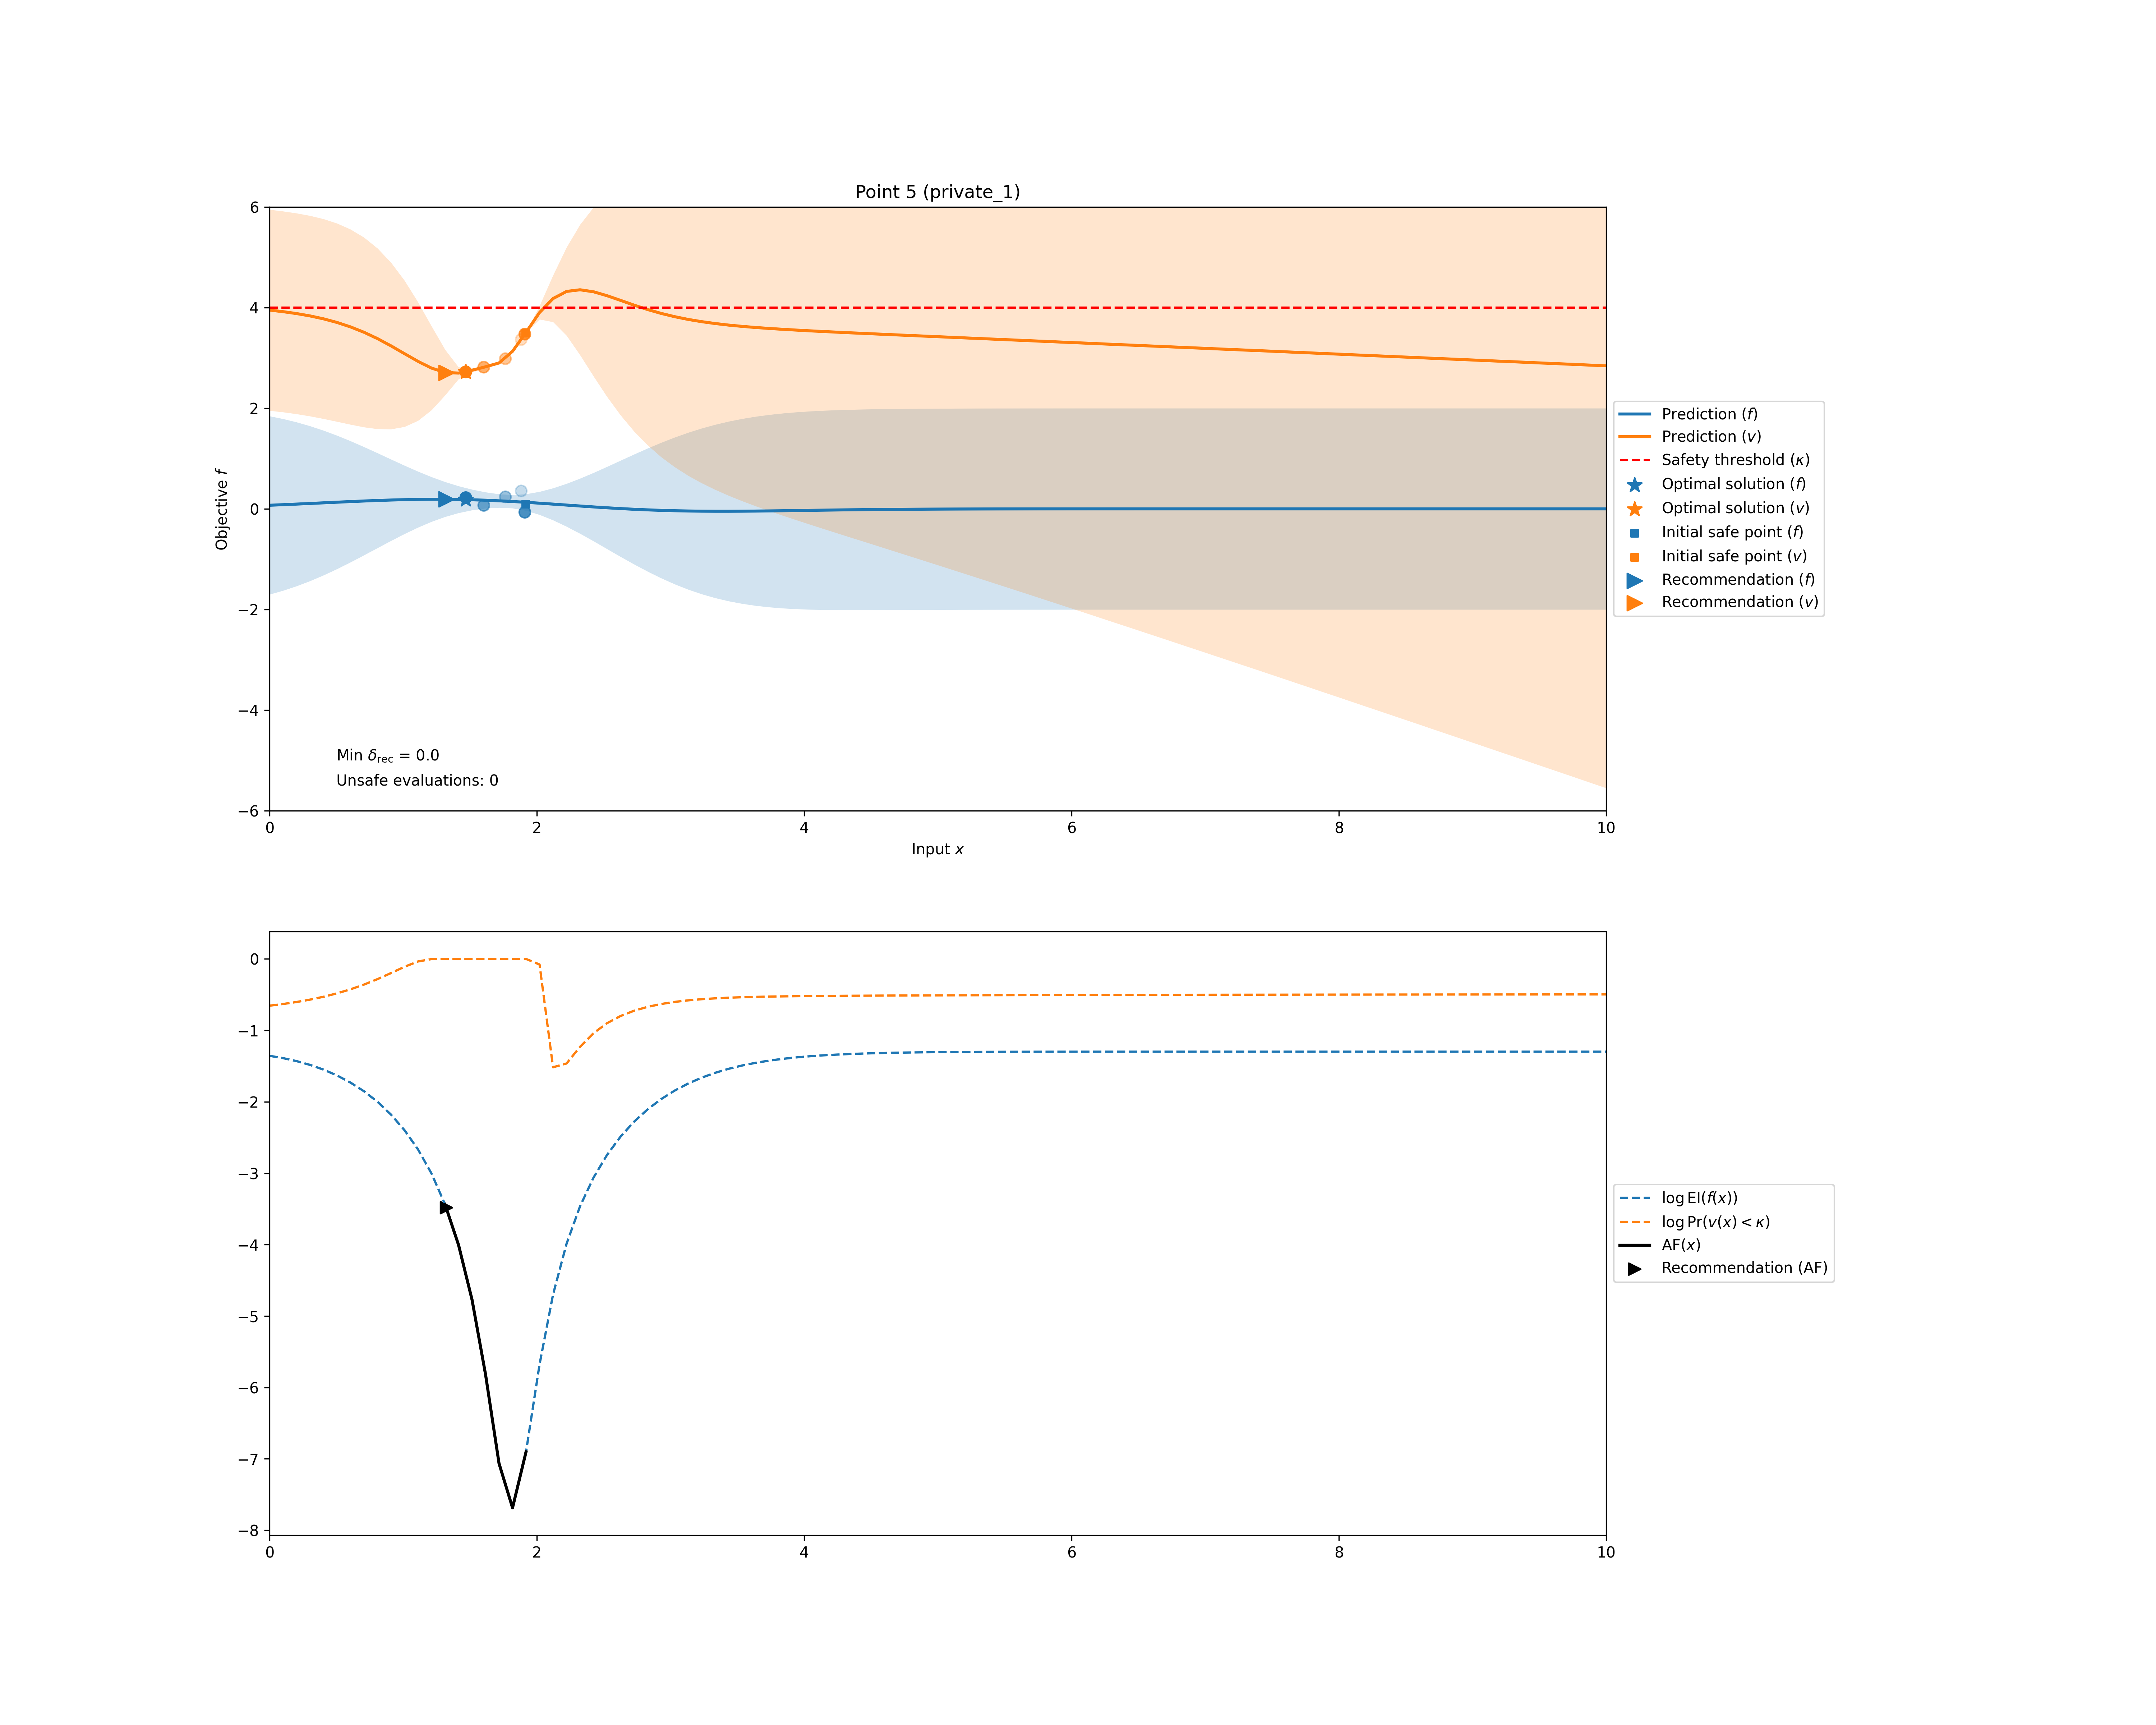 Point 5 (private_1)
6
4
2
0
−2
−4
−6
Objective f
Min δrec = 0.0
Unsafe evaluations: 0
0 2 4 6 8 10
Input x
Prediction (f)
Prediction (v)
Safety threshold (κ)
Optimal solution (f)
Optimal solution (v)
Initial safe point (f)
Initial safe point (v)
Recommendation (f)
Recommendation (v)
0
−1
−2
−3
−4
−5
−6
−7
−8
0 2 4 6 8 10
log EI(f(x))
log Pr(v(x) < κ)
AF(x)
Recommendation (AF)